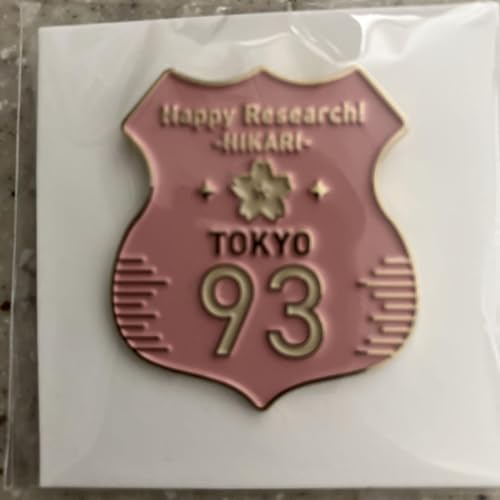 Happy Research!
-HIKARI-
TOKYO
93